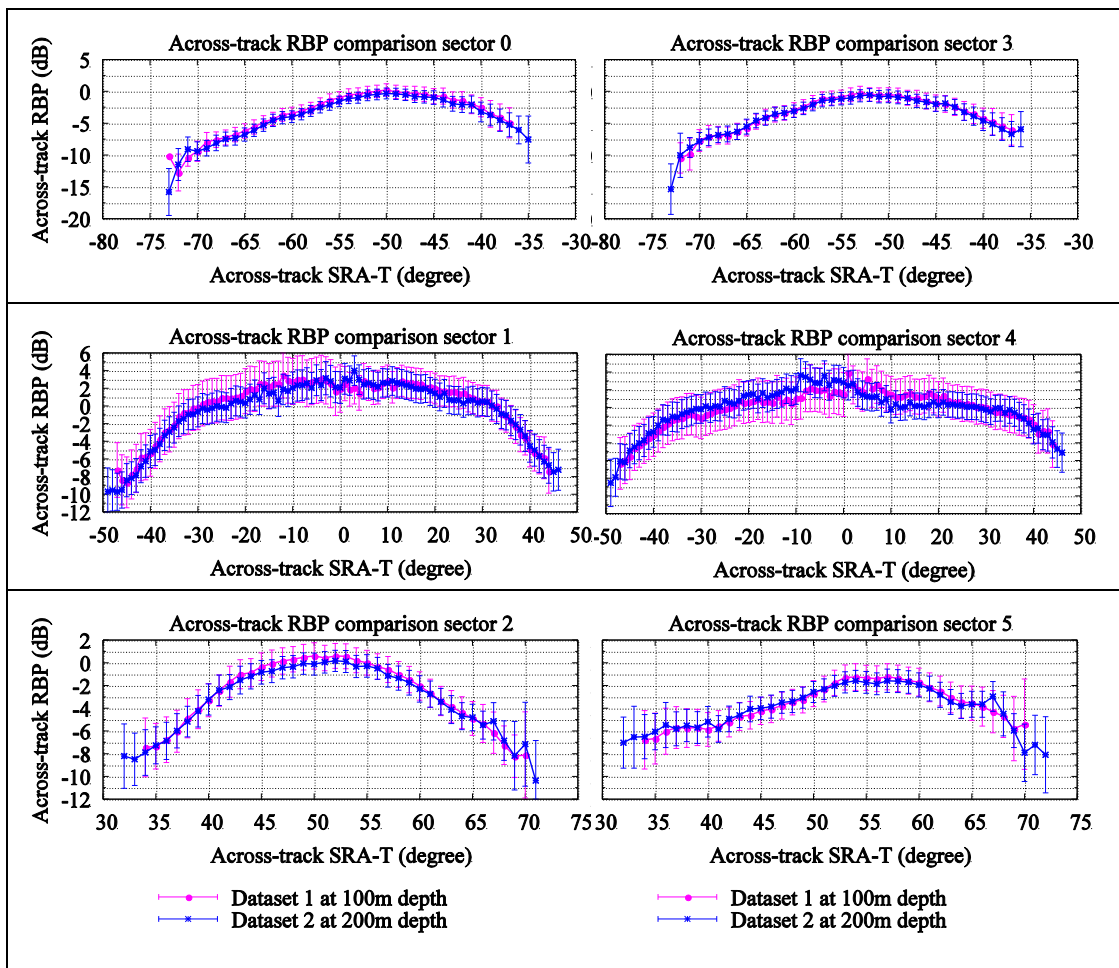 Across-track RBP comparison sector 0
Across-track RBP comparison sector 3
Across-track RBP (dB)
5
0
-5
-10
-15
-20
-80 -75 -70 -65 -60 -55 -50 -45 -40 -35 -30
-80 -75 -70 -65 -60 -55 -50 -45 -40 -35 -30
Across-track SRA-T (degree)
Across-track SRA-T (degree)
Across-track RBP comparison sector 1
Across-track RBP comparison sector 4
Across-track RBP (dB)
6
4
2
0
-2
-4
-6
-8
-10
-12
-50 -40 -30 -20 -10 0 10 20 30 40 50
-50 -40 -30 -20 -10 0 10 20 30 40 50
Across-track SRA-T (degree)
Across-track SRA-T (degree)
Across-track RBP comparison sector 2
Across-track RBP comparison sector 5
Across-track RBP (dB)
2
0
-2
-4
-6
-8
-10
-12
30 35 40 45 50 55 60 65 70 75
30 35 40 45 50 55 60 65 70 75
Across-track SRA-T (degree)
Across-track SRA-T (degree)
Dataset 1 at 100m depth
Dataset 2 at 200m depth
Dataset 1 at 100m depth
Dataset 2 at 200m depth